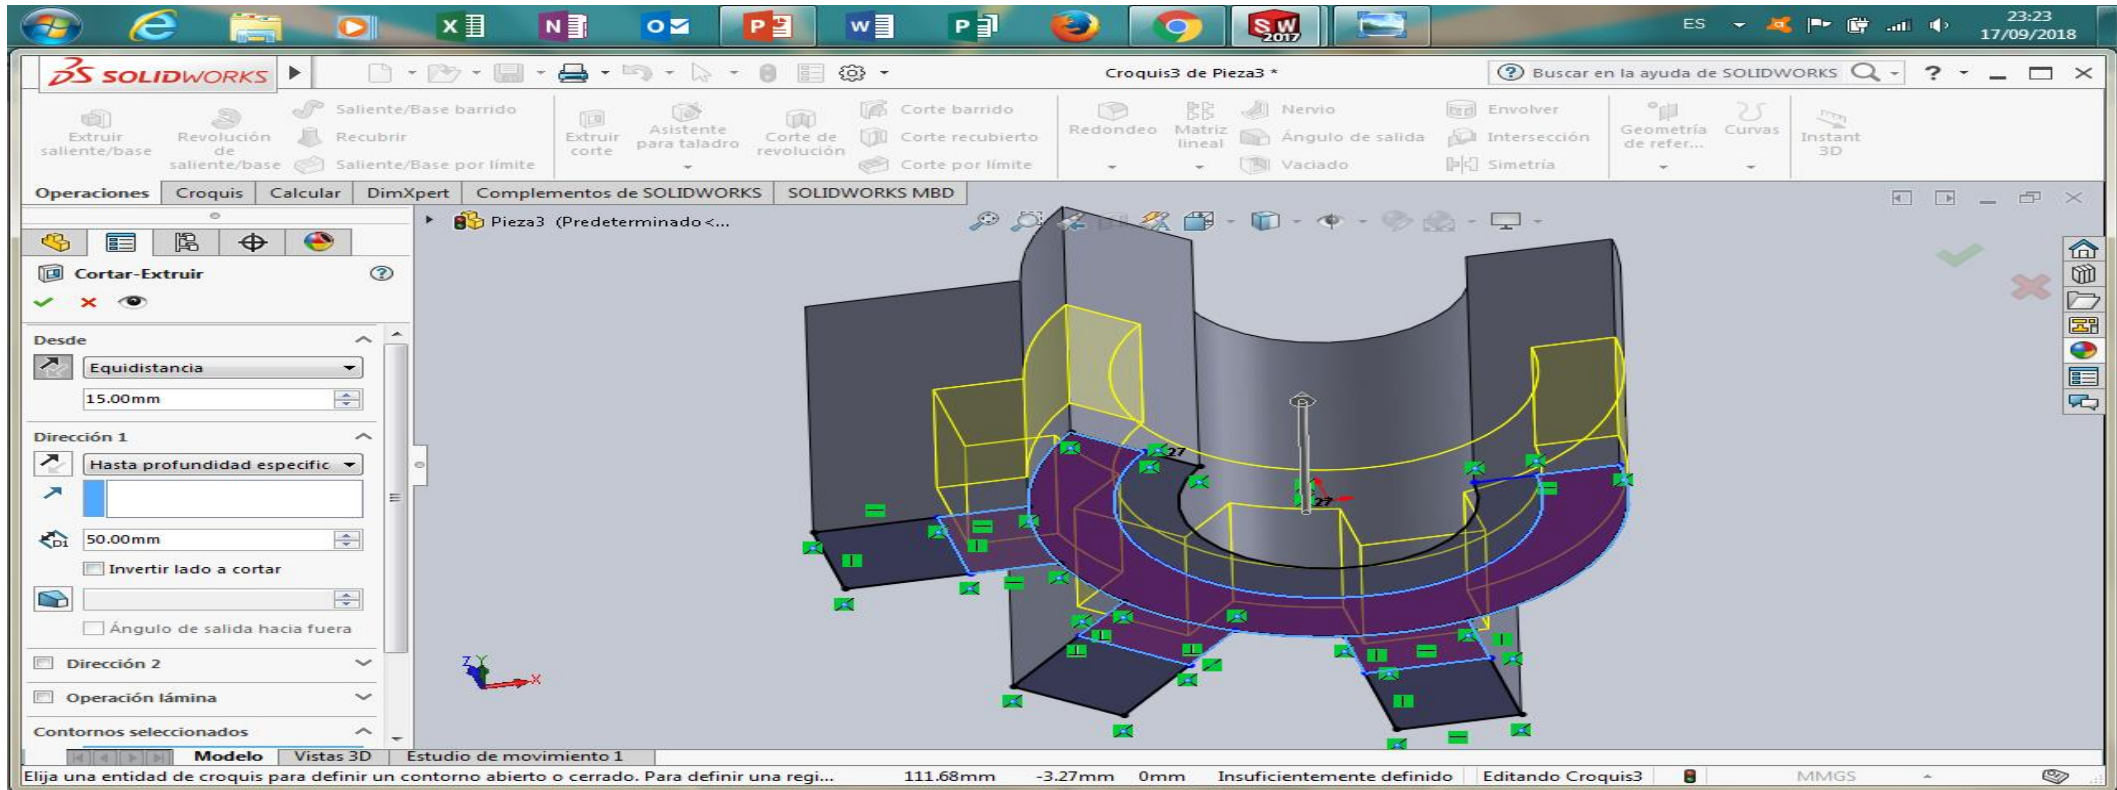 ES
23:23
17/09/2018
SW
2017
SOLIDWORKS
Croquis3 de Pieza3 *
Buscar en la ayuda de SOLIDWORKS
Extruir
saliente/base
Revolución
de
saliente/base
Saliente/Base barrido
Recubrir
Saliente/Base por límite
Extruir
corte
Asistente
para taladro
Corte de
revolución
Corte barrido
Corte recubierto
Corte por límite
Redondeo
Matriz
lineal
Nervio
Ángulo de salida
Vaciado
Envolver
Intersección
Simetría
Geometría
de refer...
Curvas
Instant
3D
Operaciones Croquis Calcular DimXpert Complementos de SOLIDWORKS SOLIDWORKS MBD
Pieza3 (Predeterminado<...
Cortar-Extruir
Desde
Equidistancia
15.00mm
Dirección 1
Hasta profundidad especific
D1
50.00mm
Invertir lado a cortar
Ángulo de salida hacia fuera
Dirección 2
Operación lámina
Contornos seleccionados
27
27
Z Y X
Modelo Vistas 3D Estudio de movimiento 1
Elija una entidad de croquis para definir un contorno abierto o cerrado. Para definir una regi... 111.68mm -3.27mm 0mm Insuficientemente definido Editando Croquis3 MMGS